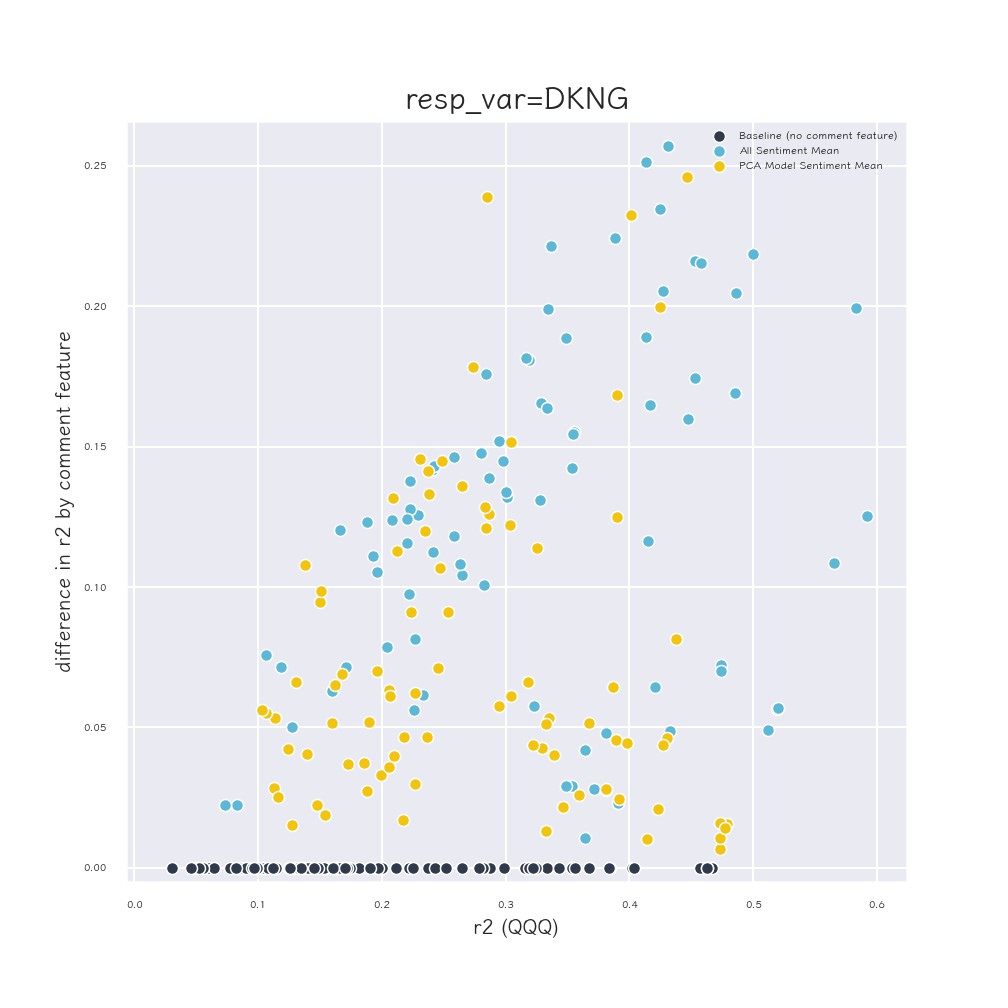 resp_var=DKNG
Baseline (no comment feature)
All Sentiment Mean
PCA Model Sentiment Mean
0.25
0.20
0.15
0.10
0.05
0.00
difference in r2 by comment feature
0.0 0.1 0.2 0.3 0.4 0.5 0.6
r2 (QQQ)